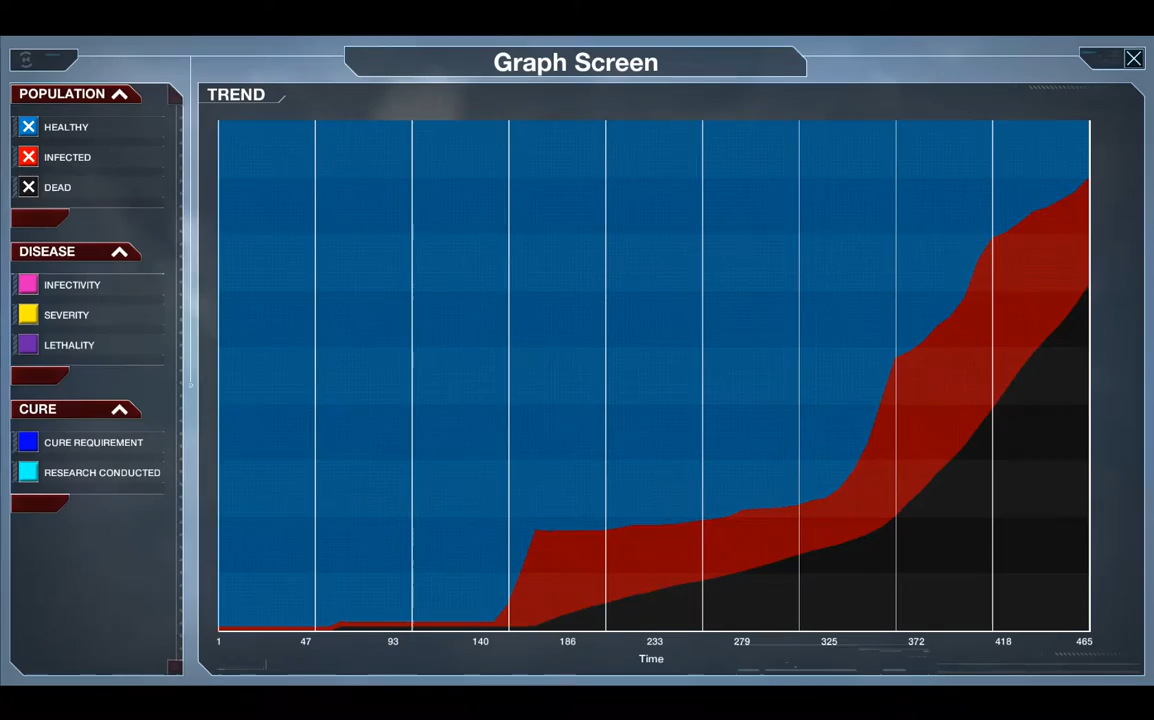 Graph Screen
POPULATION
HEALTHY
INFECTED
DEAD
DISEASE
INFECTIVITY
SEVERITY
LETHALITY
CURE
CURE REQUIREMENT
RESEARCH CONDUCTED
TREND
1 47 93 140 186 233 279 325 372 418 465
Time